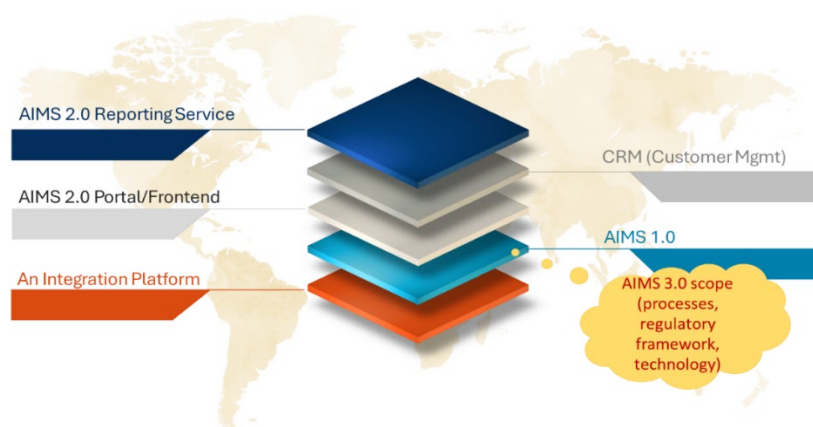 AIMS 2.0 Reporting Service
CRM (Customer Mgmt)
AIMS 2.0 Portal/Frontend
AIMS 1.0
An Integration Platform
AIMS 3.0 scope
(processes,
regulatory
framework,
technology)